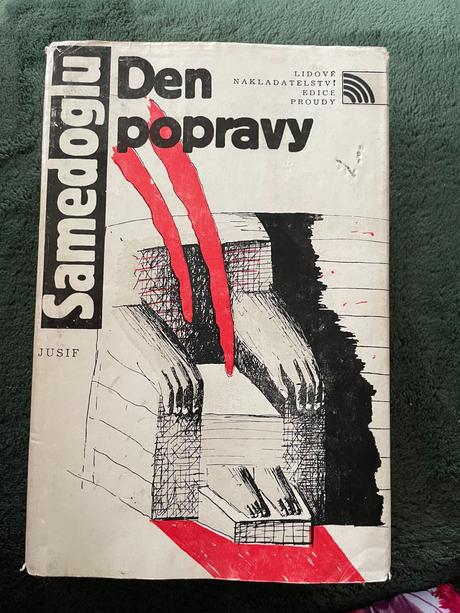 Samedoglu
JUSIF
Den
popravy
LIDOVÉ
NAKLADATELSTVÍ
EDICE
PROUDY